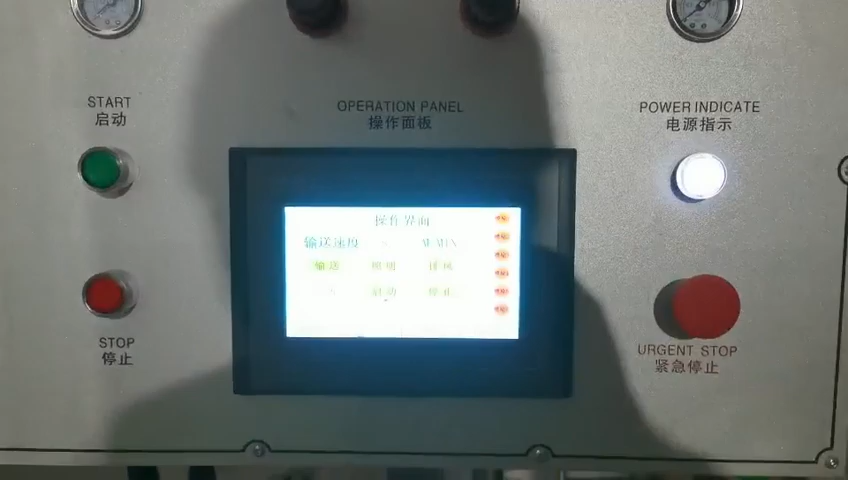 START
启动
OPERATION PANEL
操作面板
POWER INDICATE
电源指示
操作界面
输送速度
M/MIN
输送 照明 排风
启动 停止
STOP
停止
URGENT STOP
紧急停止